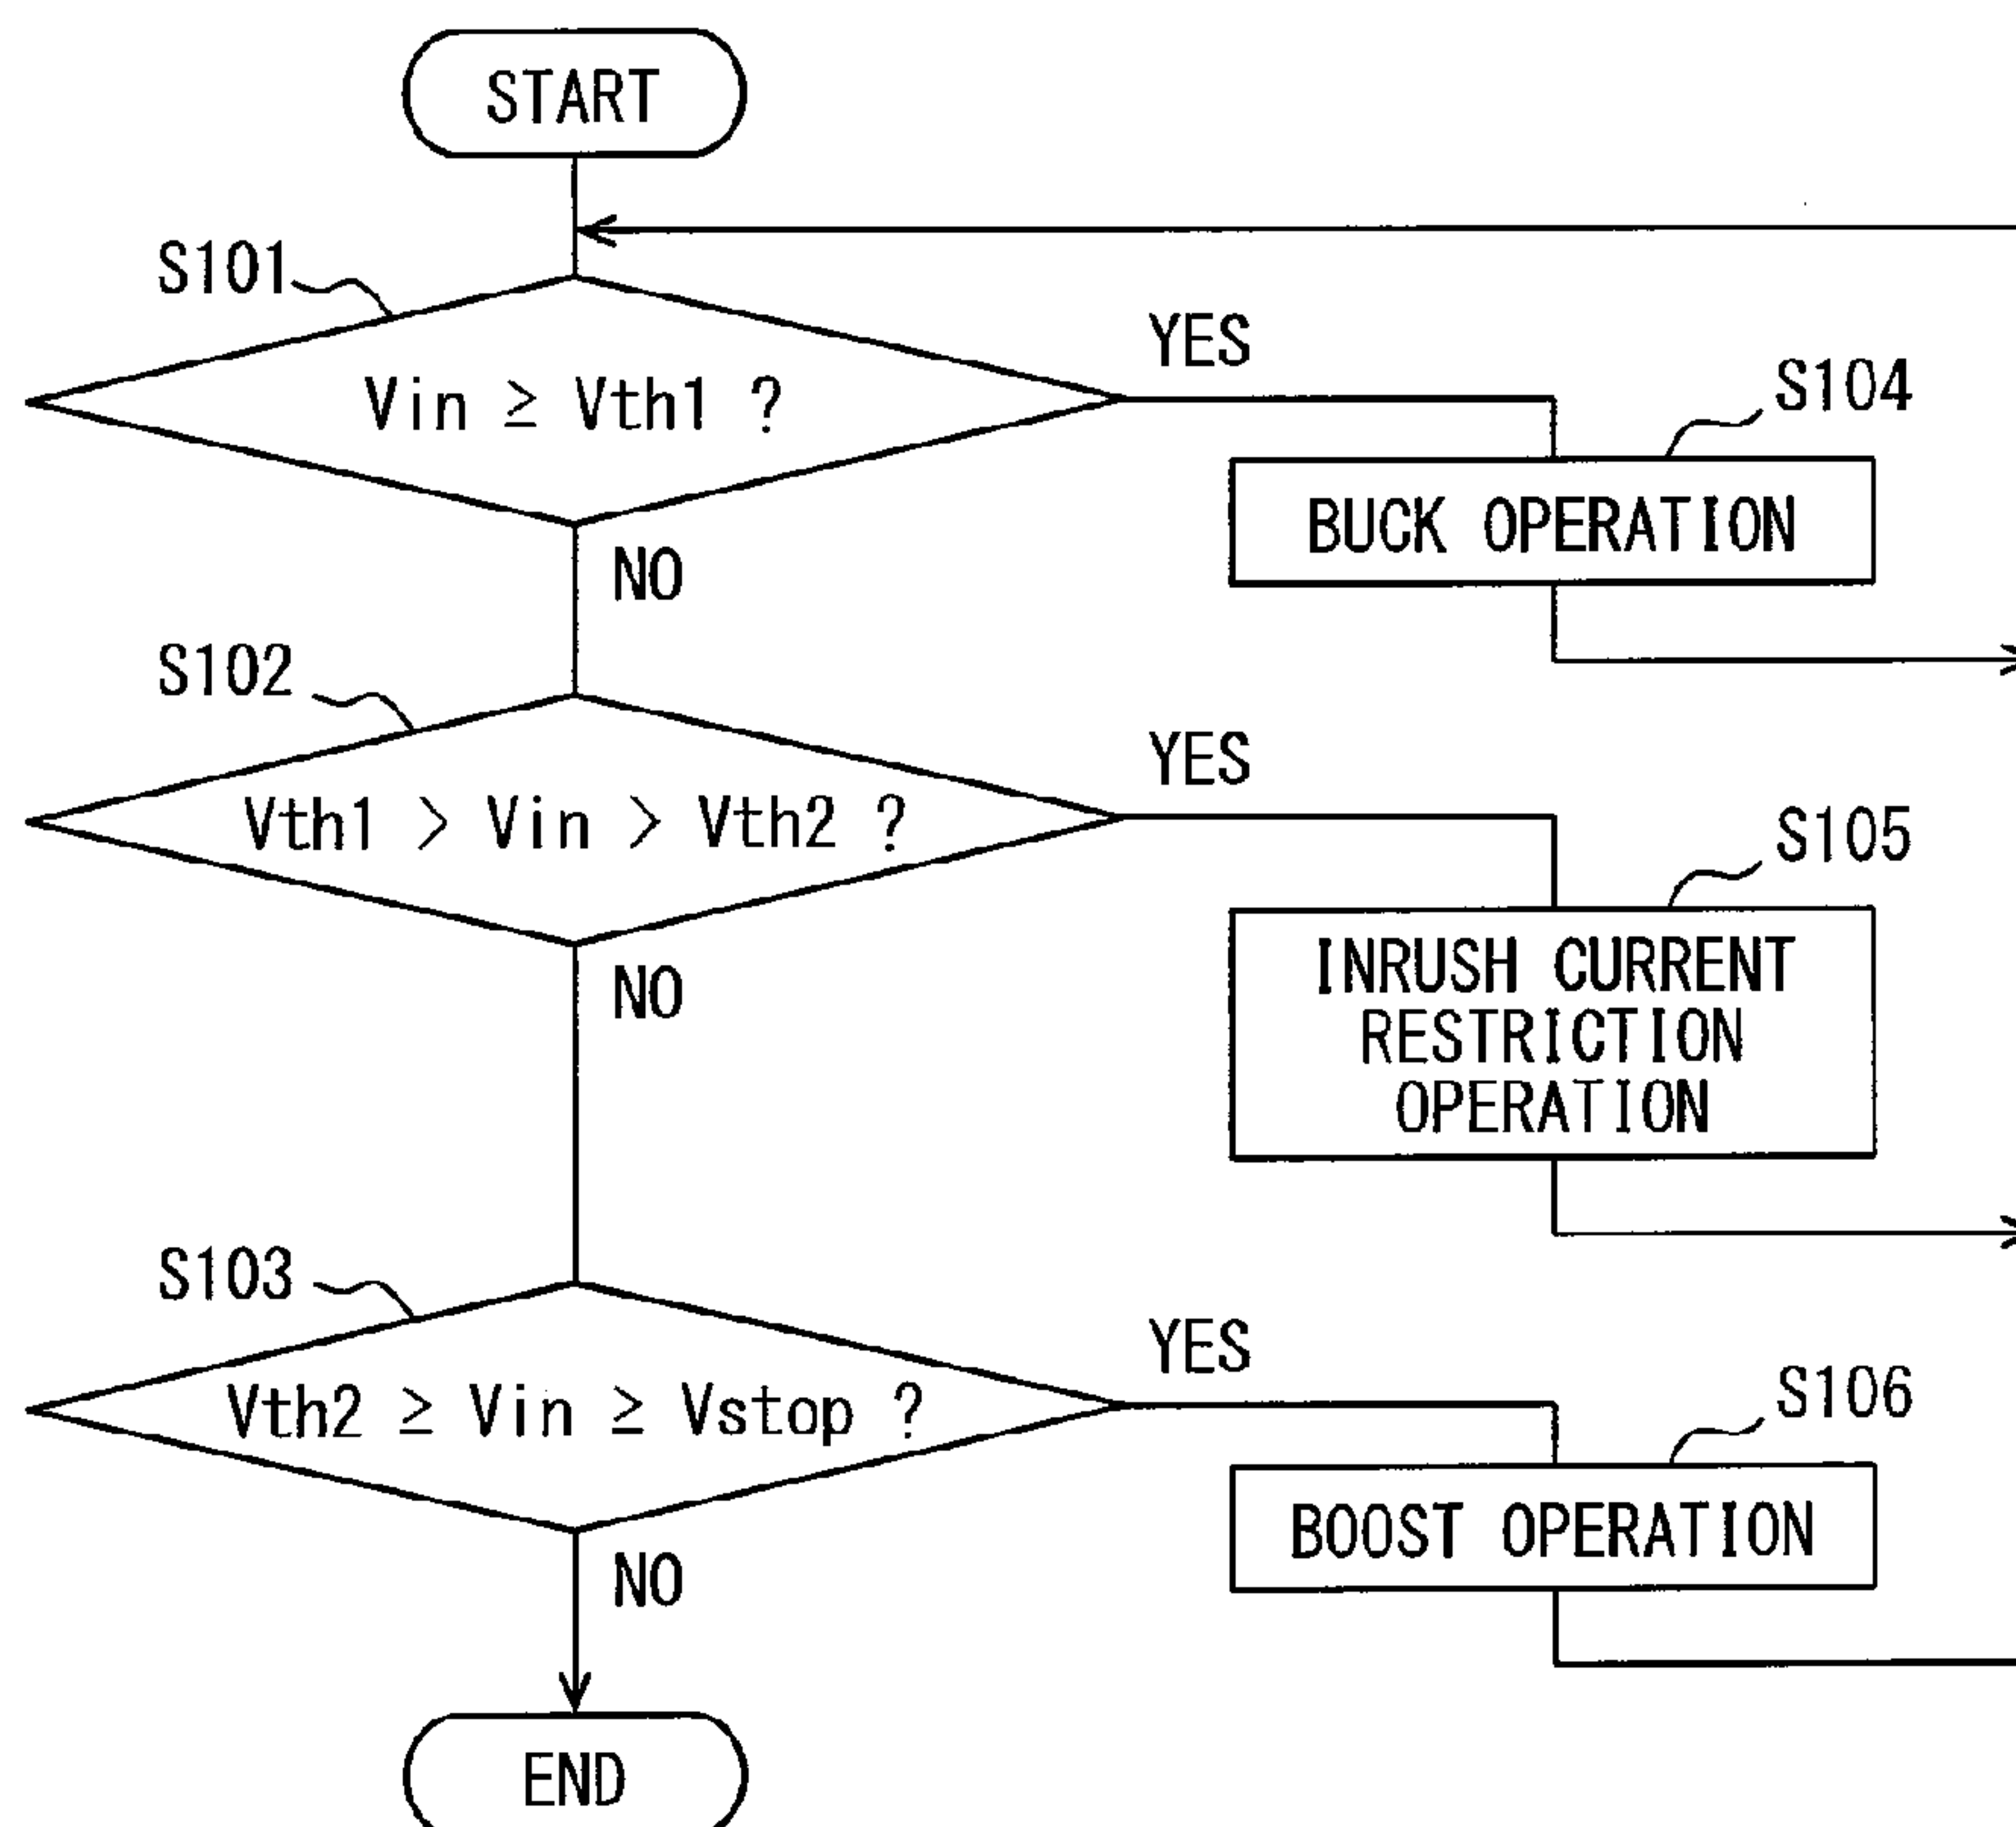 START
S101
Vin ≥ Vth1 ?
YES
S104
BUCK OPERATION
NO
S102
Vth1 > Vin > Vth2 ?
YES
S105
INRUSH CURRENT
RESTRICTION
OPERATION
NO
S103
Vth2 ≥ Vin ≥ Vstop ?
YES
S106
BOOST OPERATION
NO
END